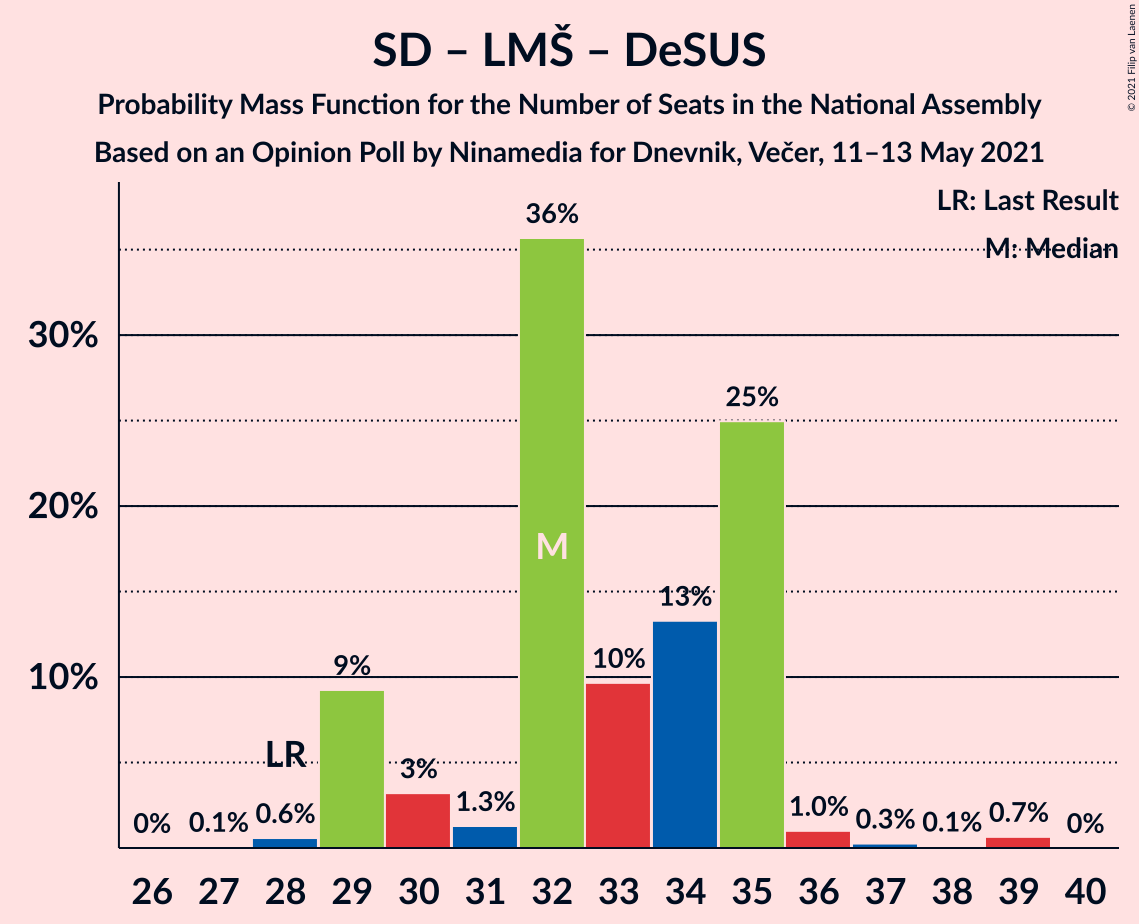 SD – LMŠ – DeSUS
Probability Mass Function for the Number of Seats in the National Assembly
Based on an Opinion Poll by Ninamedia for Dnevnik, Večer, 11–13 May 2021
© 2021 Filip van Laenen
LR: Last Result
M: Median
30%
20%
10%
0%
0.1%
0.6%
9%
3%
1.3%
36%
10%
13%
25%
1.0%
0.3%
0.1%
0.7%
0%
LR
M
26 27 28 29 30 31 32 33 34 35 36 37 38 39 40